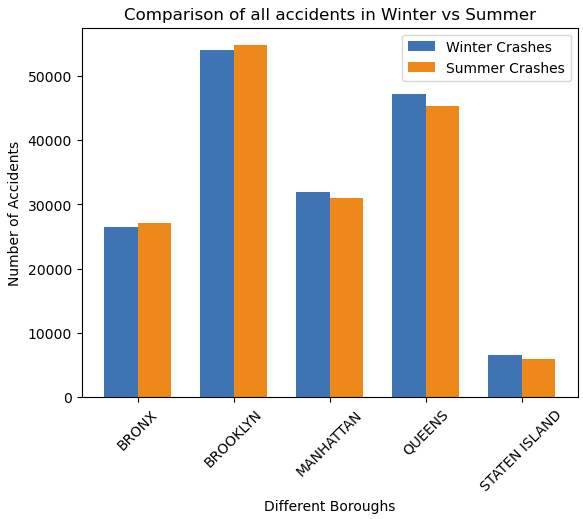 Comparison of all accidents in Winter vs Summer
Winter Crashes
Summer Crashes
Number of Accidents
50000
40000
30000
20000
10000
0
BRONX
BROOKLYN
MANHATTAN
QUEENS
STATEN ISLAND
Different Boroughs